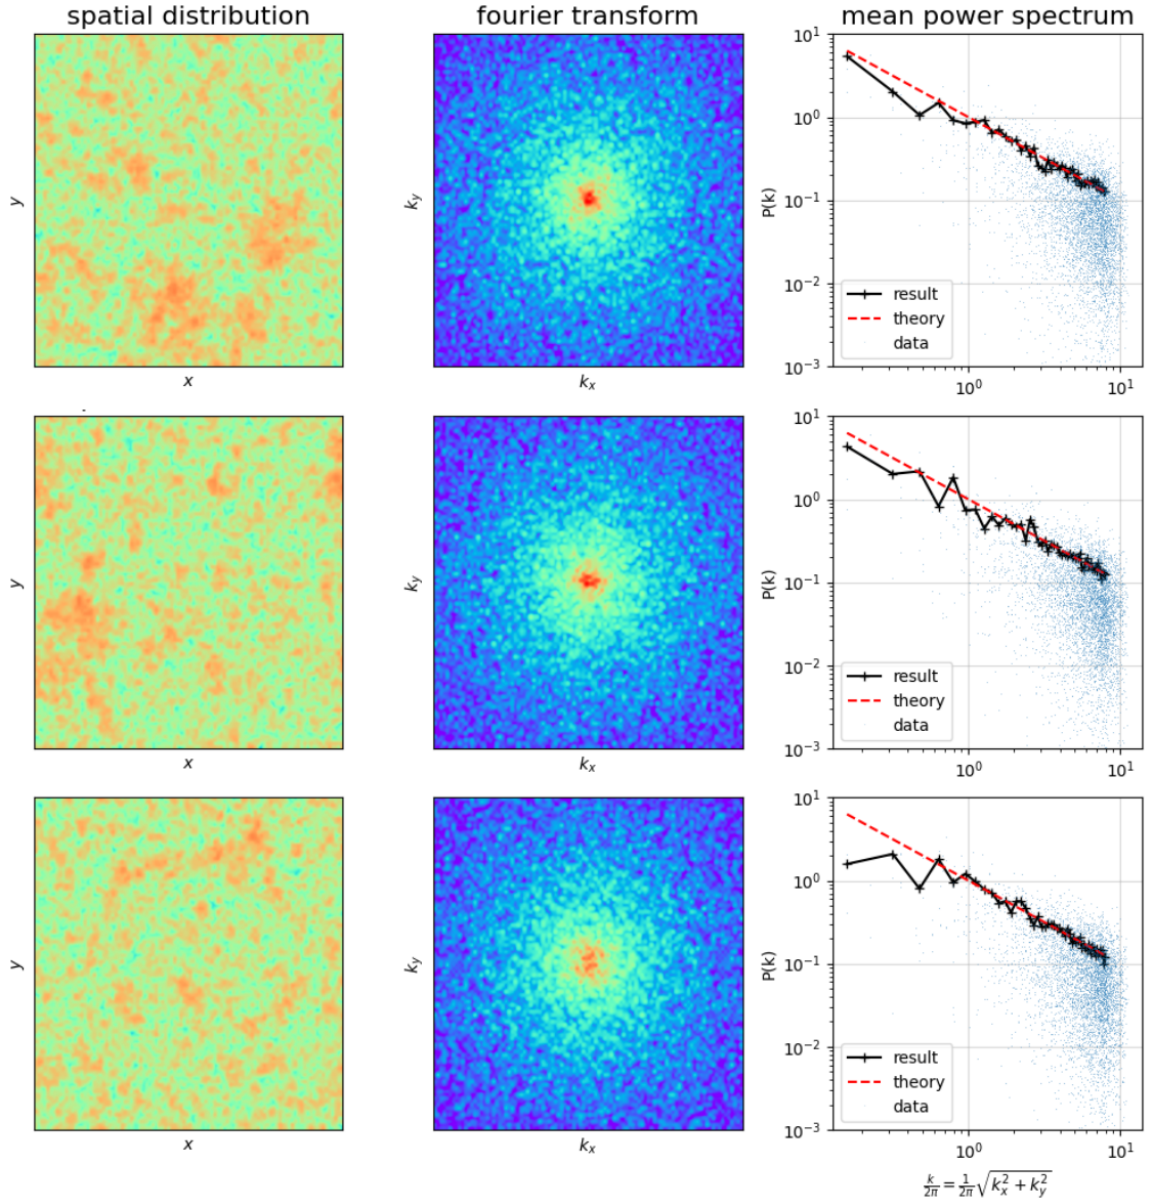 spatial distribution
fourier transform
mean power spectrum
y
x
k_y
k_x
P(k)
10^1
10^0
10^-1
10^-2
10^-3
10^0
10^1
result
theory
data
y
x
k_y
k_x
P(k)
10^1
10^0
10^-1
10^-2
10^-3
10^0
10^1
result
theory
data
y
x
k_y
k_x
P(k)
10^1
10^0
10^-1
10^-2
10^-3
10^0
10^1
result
theory
data
k/2π = 1/2π √(k_x^2 + k_y^2)